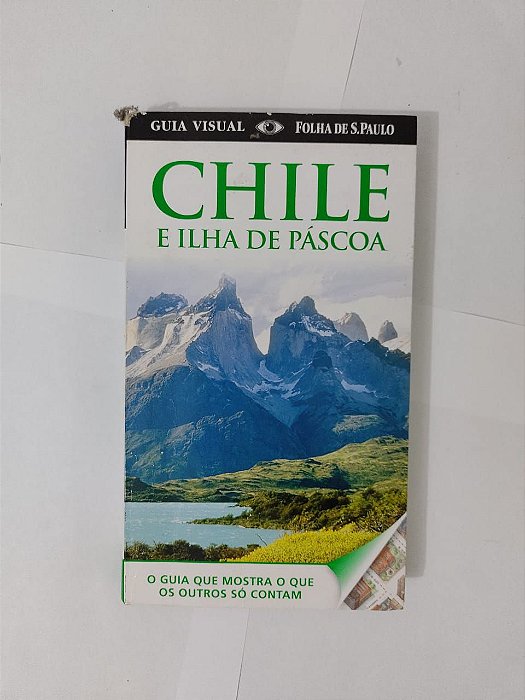 GUIA VISUAL FOLHA DE S.PAULO
CHILE
E ILHA DE PÁSCOA
O GUIA QUE MOSTRA O QUE
OS OUTROS SÓ CONTAM